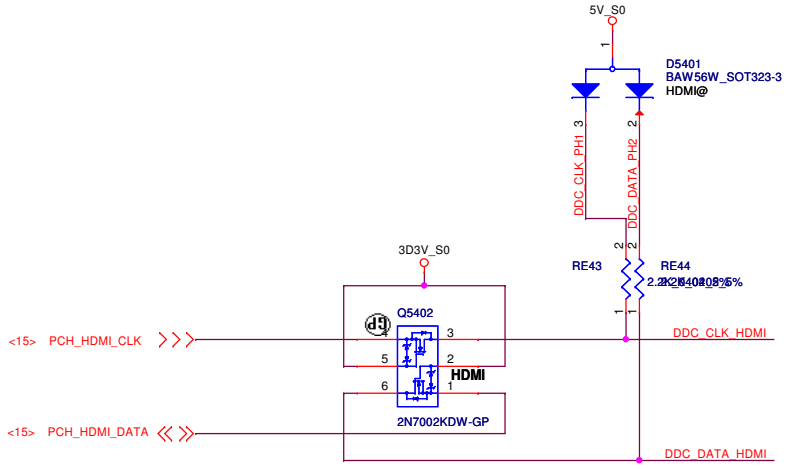 5V_S0
1
D5401
BAW56W_SOT323-3
HDMI@
3
2
DDC_CLK_PH1
DDC_DATA_PH2
3D3V_S0
2
2
RE43
RE44
1
1
Q5402
GP
<15> PCH_HDMI_CLK
4
3
DDC_CLK_HDMI
5
2
HDMI
6
1
2N7002KDW-GP
<15> PCH_HDMI_DATA
DDC_DATA_HDMI